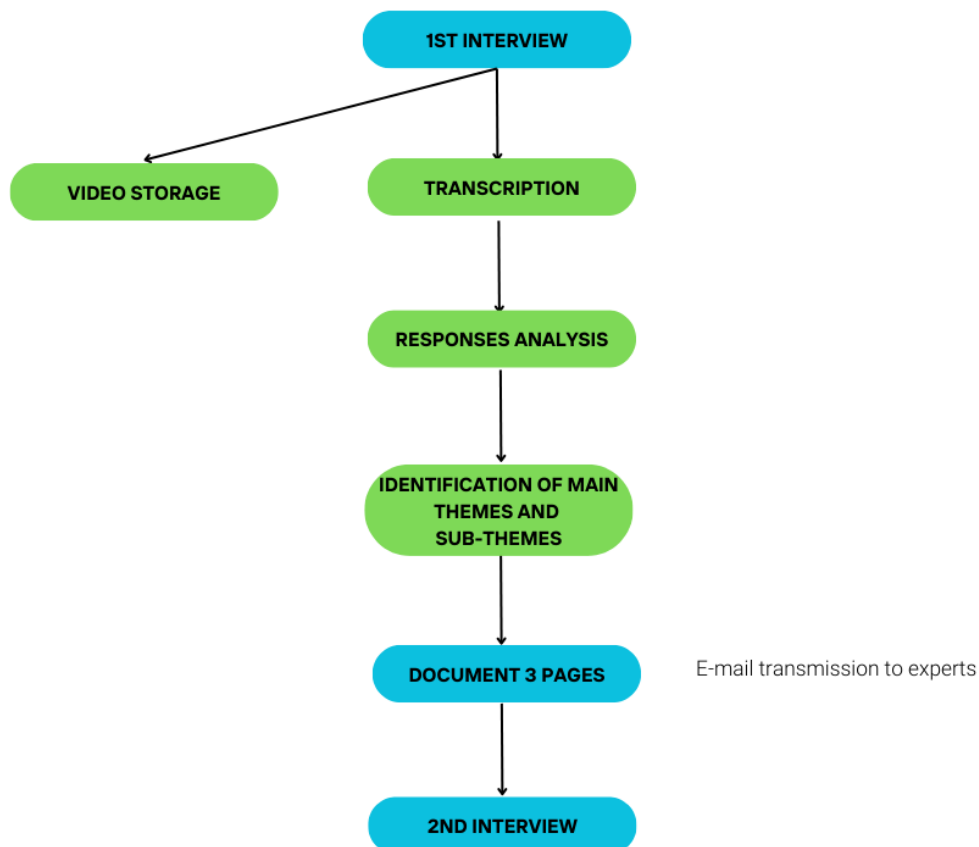 1ST INTERVIEW
VIDEO STORAGE
TRANSCRIPTION
RESPONSES ANALYSIS
IDENTIFICATION OF MAIN
THEMES AND
SUB-THEMES
DOCUMENT 3 PAGES
E-mail transmission to experts
2ND INTERVIEW